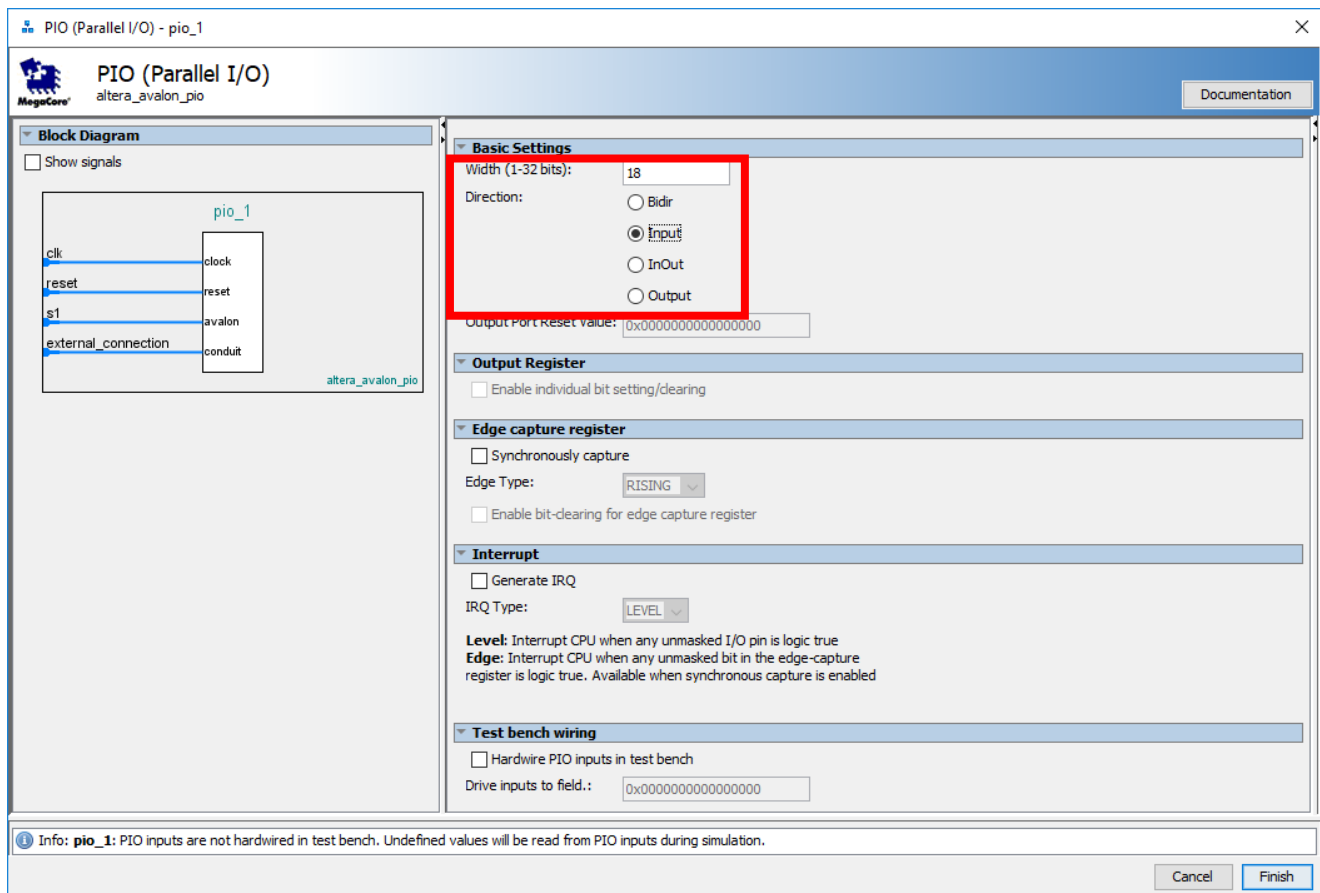 PIO (Parallel I/O) - pio_1
MegaCore®
PIO (Parallel I/O)
altera_avalon_pio
Documentation
Block Diagram
Show signals
pio_1
clk
clock
reset
reset
s1
avalon
external_connection
conduit
altera_avalon_pio
Basic Settings
Width (1-32 bits): 18
Direction:
Bidir
Input
InOut
Output
Output Port Reset Value: 0x0000000000000000
Output Register
Enable individual bit setting/clearing
Edge capture register
Synchronously capture
Edge Type: RISING
Enable bit-clearing for edge capture register
Interrupt
Generate IRQ
IRQ Type: LEVEL
Level: Interrupt CPU when any unmasked I/O pin is logic true
Edge: Interrupt CPU when any unmasked bit in the edge-capture
register is logic true. Available when synchronous capture is enabled
Test bench wiring
Hardwire PIO inputs in test bench
Drive inputs to field.: 0x0000000000000000
Info: pio_1: PIO inputs are not hardwired in test bench. Undefined values will be read from PIO inputs during simulation.
Cancel
Finish